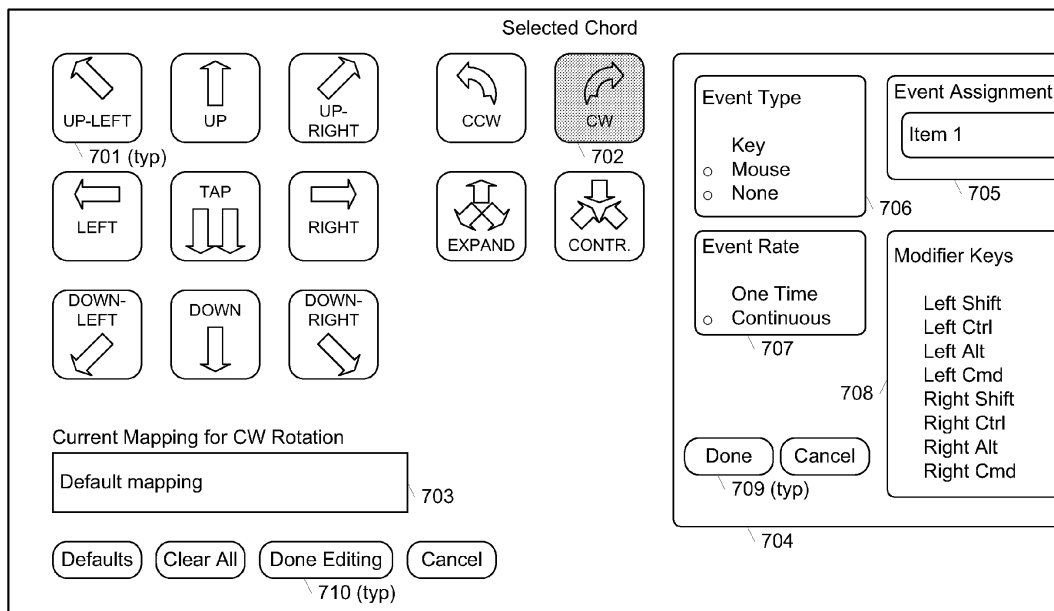 Selected Chord
UP-LEFT
UP
UP-
RIGHT
CCW
CW
701 (typ)
702
LEFT
TAP
RIGHT
EXPAND
CONTR.
DOWN-
LEFT
DOWN
DOWN-
RIGHT
Current Mapping for CW Rotation
Default mapping
703
Defaults
Clear All
Done Editing
Cancel
710 (typ)
Event Type
Key
○ Mouse
○ None
706
Event Assignment
Item 1
705
Event Rate
One Time
○ Continuous
707
Modifier Keys
Left Shift
Left Ctrl
Left Alt
Left Cmd
Right Shift
Right Ctrl
Right Alt
Right Cmd
708
Done
Cancel
709 (typ)
704